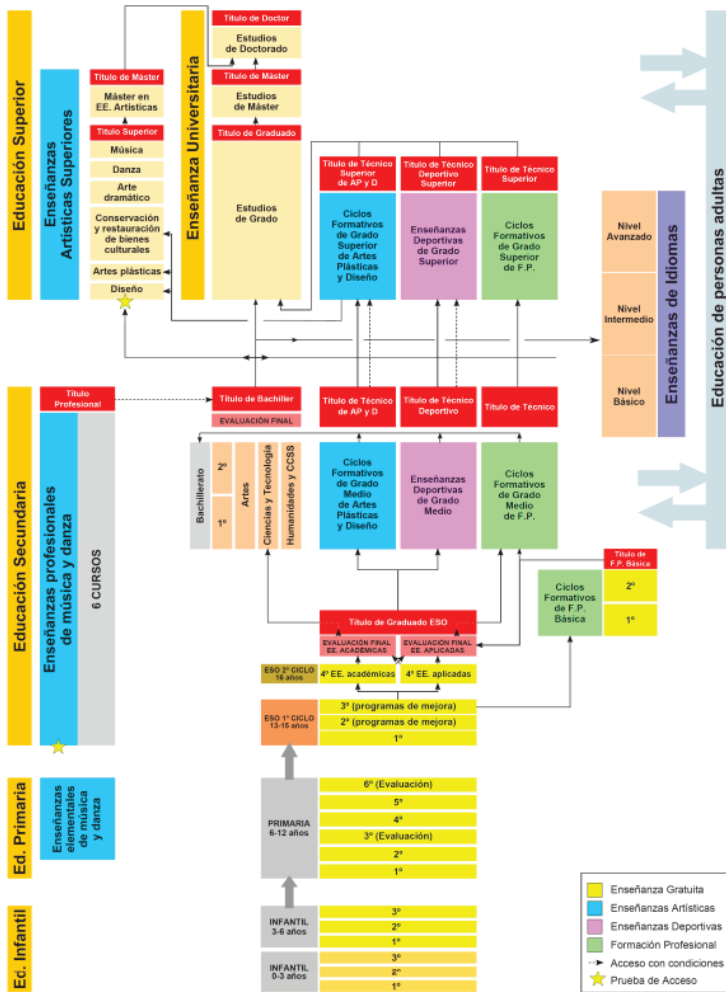 Educación Superior
Enseñanzas
Artísticas Superiores
Título de Máster
Máster en
EE. Artísticas
Título Superior
Música
Danza
Arte
dramático
Conservación
y restauración
de bienes
culturales
Artes plásticas
Diseño
Enseñanza Universitaria
Título de Doctor
Estudios
de Doctorado
Título de Máster
Estudios
de Máster
Título de Graduado
Estudios
de Grado
Título de Técnico
Superior
de AP y D
Ciclos
Formativos
de Grado
Superior
de Artes
Plásticas
y Diseño
Título de Técnico
Deportivo
Superior
Enseñanzas
Deportivas
de Grado
Superior
Título de Técnico
Superior
Ciclos
Formativos
de Grado
Superior
de F.P.
Nivel
Avanzado
Nivel
Intermedio
Nivel
Básico
Enseñanzas de Idiomas
Educación de personas adultas
Educación Secundaria
Título
Profesional
Enseñanzas profesionales
de música y danza
6 CURSOS
Título de Bachiller
EVALUACIÓN FINAL
Bachillerato
2º
1º
Artes
Ciencias y Tecnología
Humanidades y CCSS
Título de Técnico
de AP y D
Ciclos
Formativos
de Grado
Medio
de Artes
Plásticas
y Diseño
Título de Técnico
Deportivo
Enseñanzas
Deportivas
de Grado
Medio
Título de Técnico
Ciclos
Formativos
de Grado
Medio
de F.P.
Título de
F.P. Básica
Ciclos
Formativos
de F.P.
Básica
2º
1º
Título de Graduado ESO
EVALUACIÓN FINAL
EE. ACADÉMICAS
EVALUACIÓN FINAL
EE. APLICADAS
ESO 2º CICLO
16 años
4º EE. académicas
4º EE. aplicadas
ESO 1º CICLO
13-15 años
3º (programas de mejora)
2º (programas de mejora)
1º
Ed. Primaria
Enseñanzas
elementales
de música
y danza
PRIMARIA
6-12 años
6º (Evaluación)
5º
4º
3º (Evaluación)
2º
1º
Ed. Infantil
INFANTIL
3-6 años
3º
2º
1º
INFANTIL
0-3 años
3º
2º
1º
Enseñanza Gratuita
Enseñanzas Artísticas
Enseñanzas Deportivas
Formación Profesional
Acceso con condiciones
Prueba de Acceso